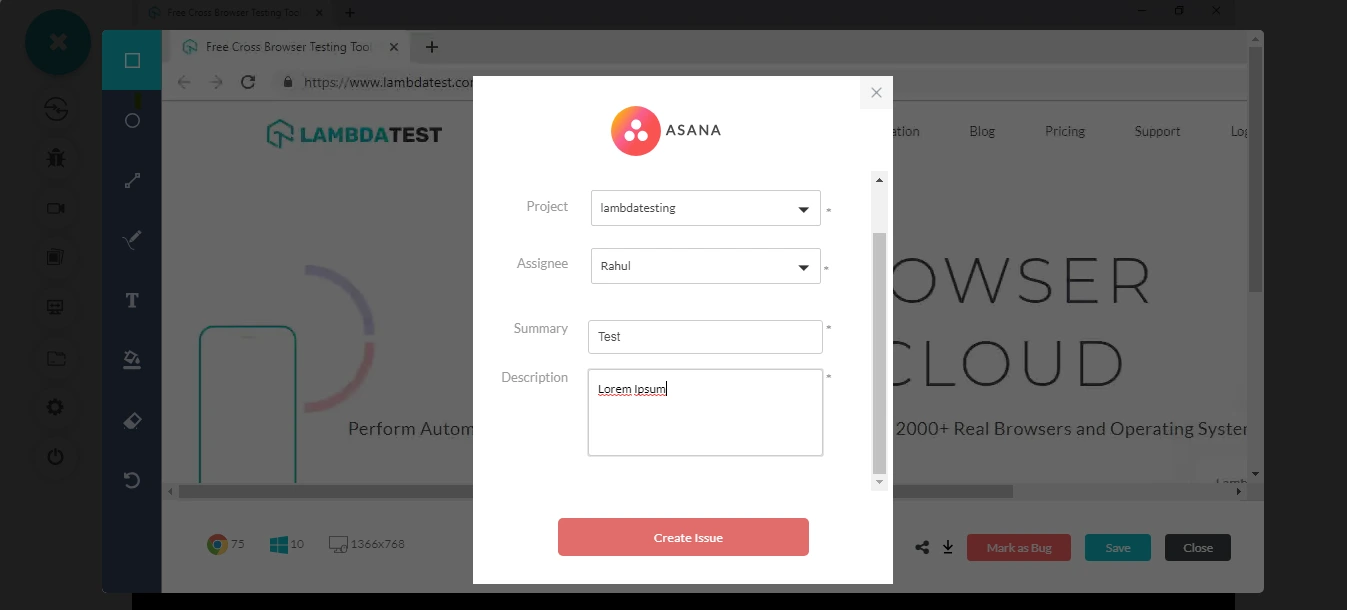 Free Cross Browser Testing Tool
Free Cross Browser Testing Tool
https://www.lambdatest.co
LAMBDATEST
Blog
Pricing
Support
ASANA
Project
lambdatesting
*
Assignee
Rahul
*
Summary
Test
*
Description
Lorem Ipsum
*
OWSER
CLOUD
Perform Autom
2000+ Real Browsers and Operating Syster
T
Create Issue
75
10
1366x768
Mark as Bug
Save
Close